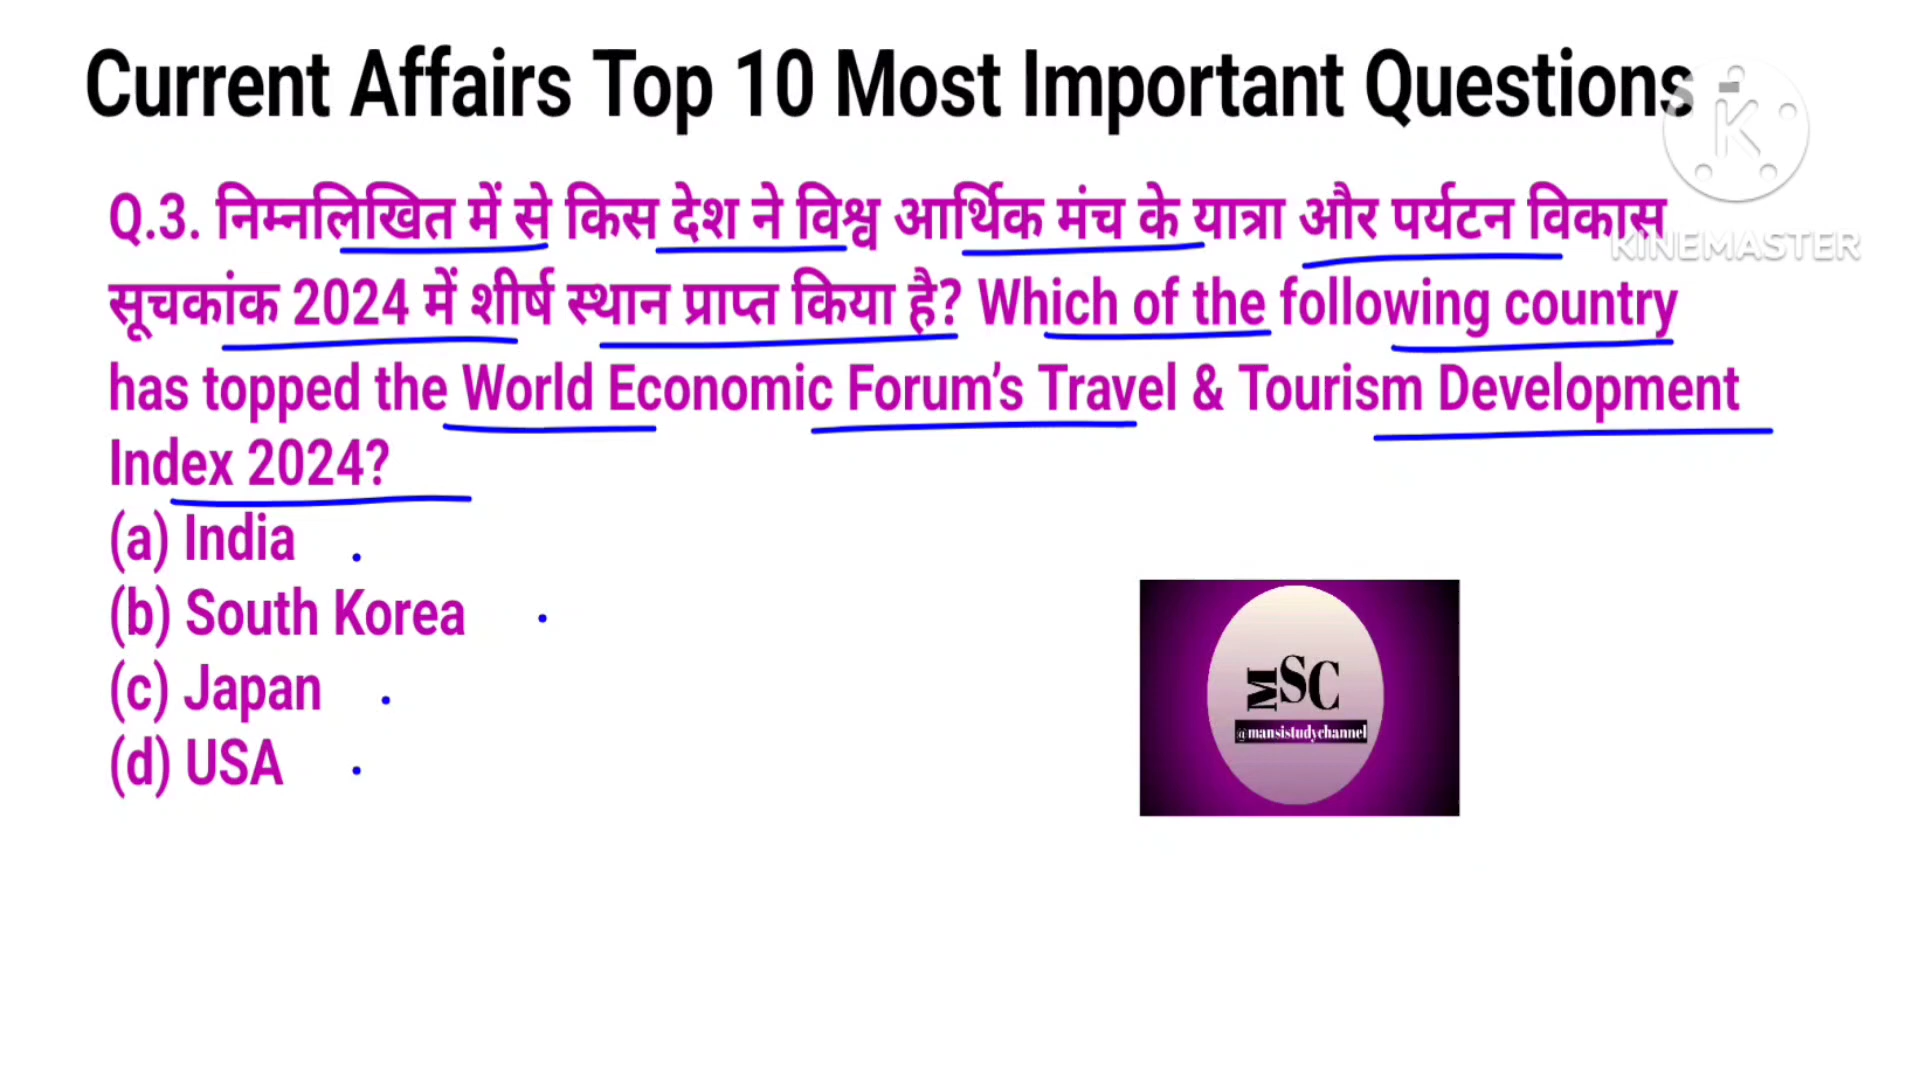 Current Affairs Top 10 Most Important Questions -
Q.3. निम्नलिखित में से किस देश ने विश्व आर्थिक मंच के यात्रा और पर्यटन विकास
सूचकांक 2024 में शीर्ष स्थान प्राप्त किया है? Which of the following country
has topped the World Economic Forum's Travel & Tourism Development
Index 2024?
(a) India
(b) South Korea
(c) Japan
(d) USA
K
KINEMASTER
MSC
@mansistudychannel